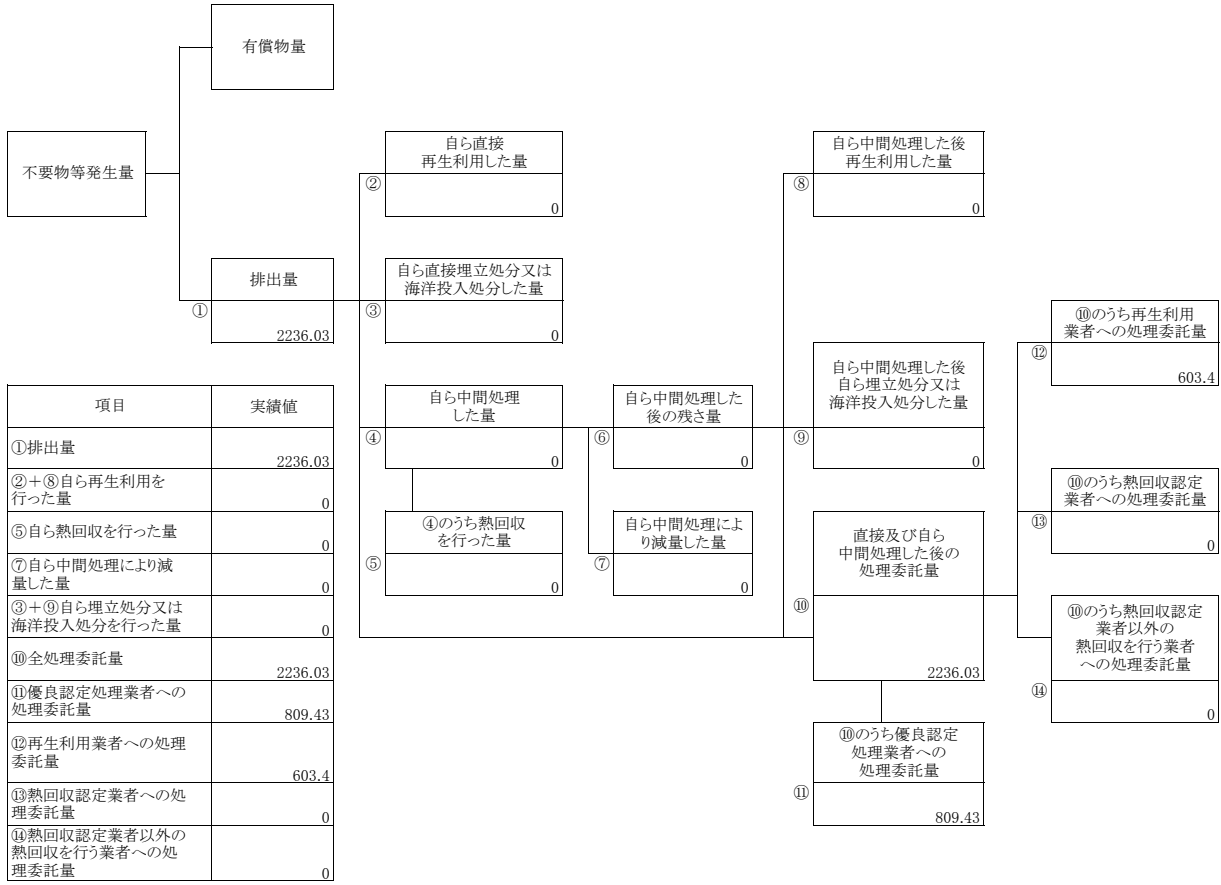 有償物量
不要物等発生量
自ら直接
再生利用した量
②
0
自ら中間処理した後
再生利用した量
⑧
0
排出量
①
2236.03
自ら直接埋立処分又は
海洋投入処分した量
③
0
⑩のうち再生利用
業者への処理委託量
⑫
603.4
自ら中間処理
した量
④
0
自ら中間処理した
後の残さ量
⑥
0
自ら中間処理した後
自ら埋立処分又は
海洋投入処分した量
⑨
0
⑩のうち熱回収認定
業者への処理委託量
⑬
0
④のうち熱回収
を行った量
⑤
0
自ら中間処理によ
り減量した量
⑦
0
直接及び自ら
中間処理した後の
処理委託量
⑩
2236.03
⑩のうち熱回収認定
業者以外の
熱回収を行う業者
への処理委託量
⑭
0
⑩のうち優良認定
処理業者への
処理委託量
⑪
809.43
項目 実績値
①排出量
2236.03
②＋⑧自ら再生利用を
行った量
0
⑤自ら熱回収を行った量
0
⑦自ら中間処理により減
量した量
0
③＋⑨自ら埋立処分又は
海洋投入処分を行った量
0
⑩全処理委託量
2236.03
⑪優良認定処理業者への
処理委託量
809.43
⑫再生利用業者への処理
委託量
603.4
⑬熱回収認定業者への処
理委託量
0
⑭熱回収認定業者以外の
熱回収を行う業者への処
理委託量
0